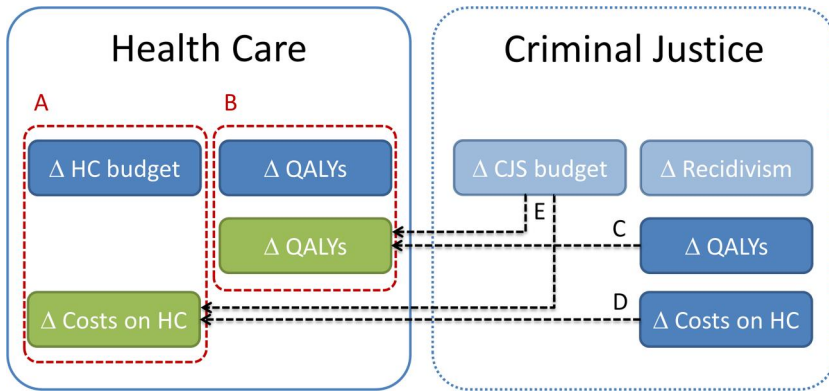 Health Care
Criminal Justice
A
B
Δ HC budget
Δ QALYs
Δ CJS budget
Δ Recidivism
E
C
Δ QALYs
Δ QALYs
D
Δ Costs on HC
Δ Costs on HC